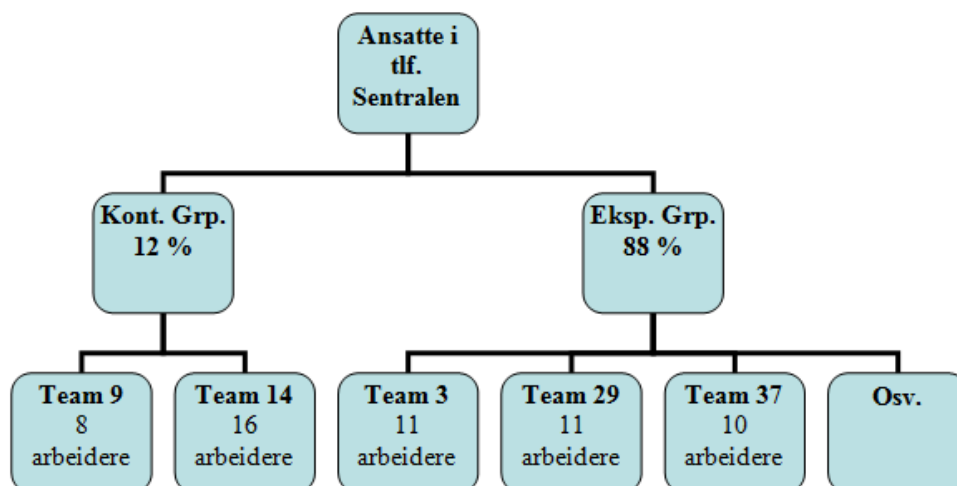 Ansatte i
tlf.
Sentralen
Kont. Grp.
12 %
Eksp. Grp.
88 %
Team 9
8
arbeidere
Team 14
16
arbeidere
Team 3
11
arbeidere
Team 29
11
arbeidere
Team 37
10
arbeidere
Osv.